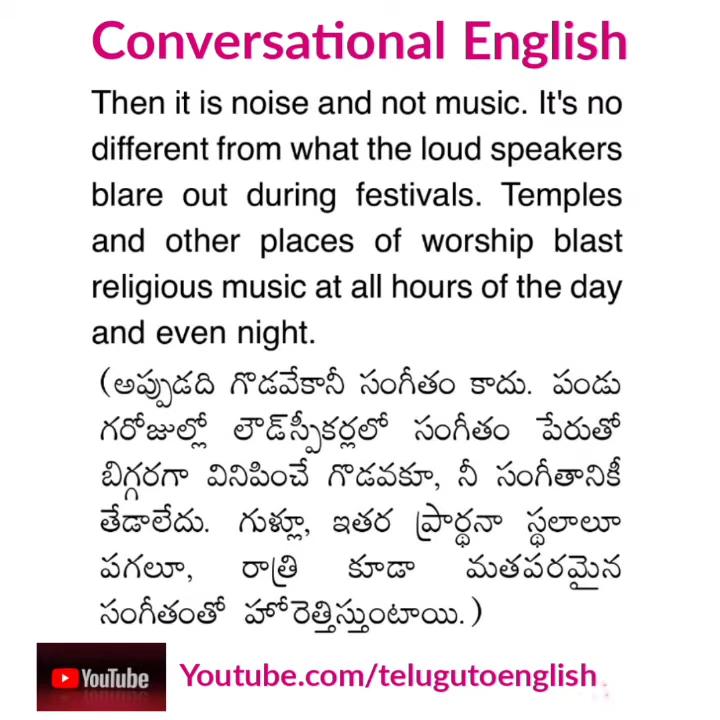 Conversational English
Then it is noise and not music. It's no
different from what the loud speakers
blare out during festivals. Temples
and other places of worship blast
religious music at all hours of the day
and even night.
(అప్పుడది గొడవేకానీ సంగీతం కాదు. పండు
గరోజుల్లో లౌడ్‌స్పీకర్లలో సంగీతం పేరుతో
బిగ్గరగా వినిపించే గొడవకూ, నీ సంగీతానికీ
తేడాలేదు. గుళ్లూ, ఇతర ప్రార్థనా స్థలాలూ
పగలూ, రాత్రి కూడా మతపరమైన
సంగీతంతో హోరెత్తిస్తుంటాయి.)
YouTube Youtube.com/telugutoenglish